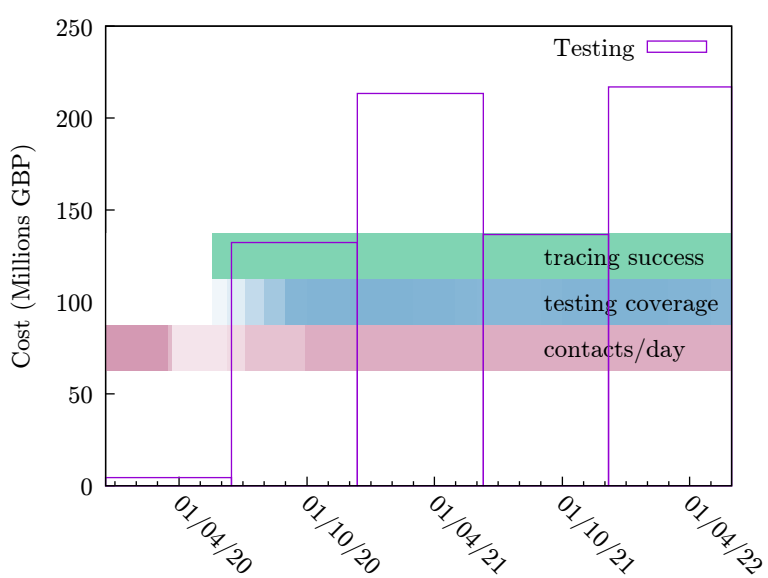 250
200
150
100
50
0
Cost (Millions GBP)
Testing
tracing success
testing coverage
contacts/day
01/04/20
01/10/20
01/04/21
01/10/21
01/04/22